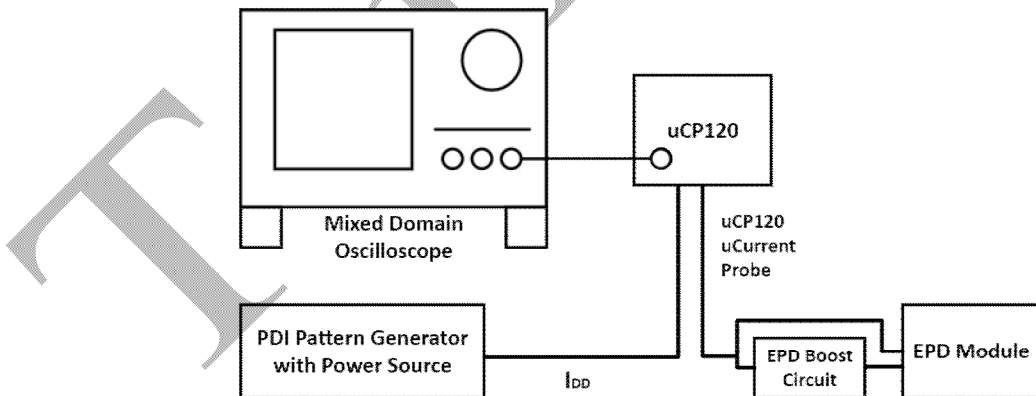 uCP120
Mixed Domain
Oscilloscope
uCP120
uCurrent
Probe
PDI Pattern Generator
with Power Source
IDD
EPD Boost
Circuit
EPD Module
T